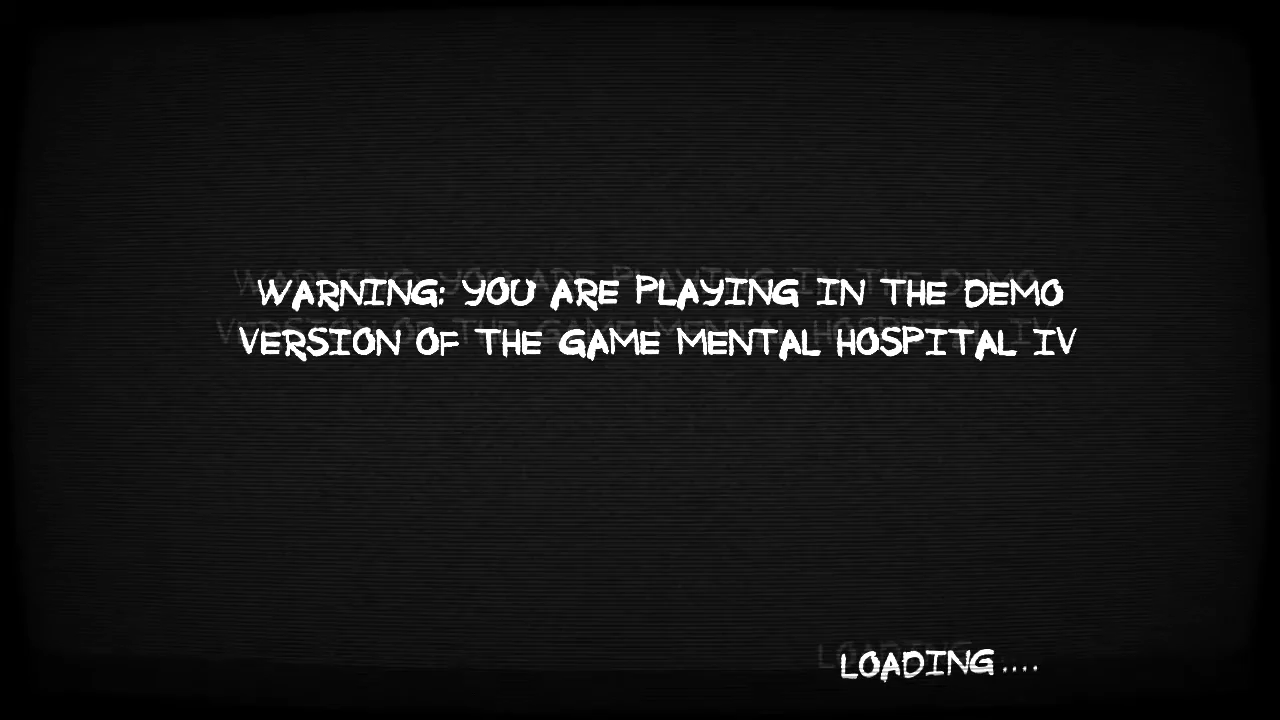 WARNING: YOU ARE PLAYING IN THE DEMO
VERSION OF THE GAME MENTAL HOSPITAL IV
LOADING....